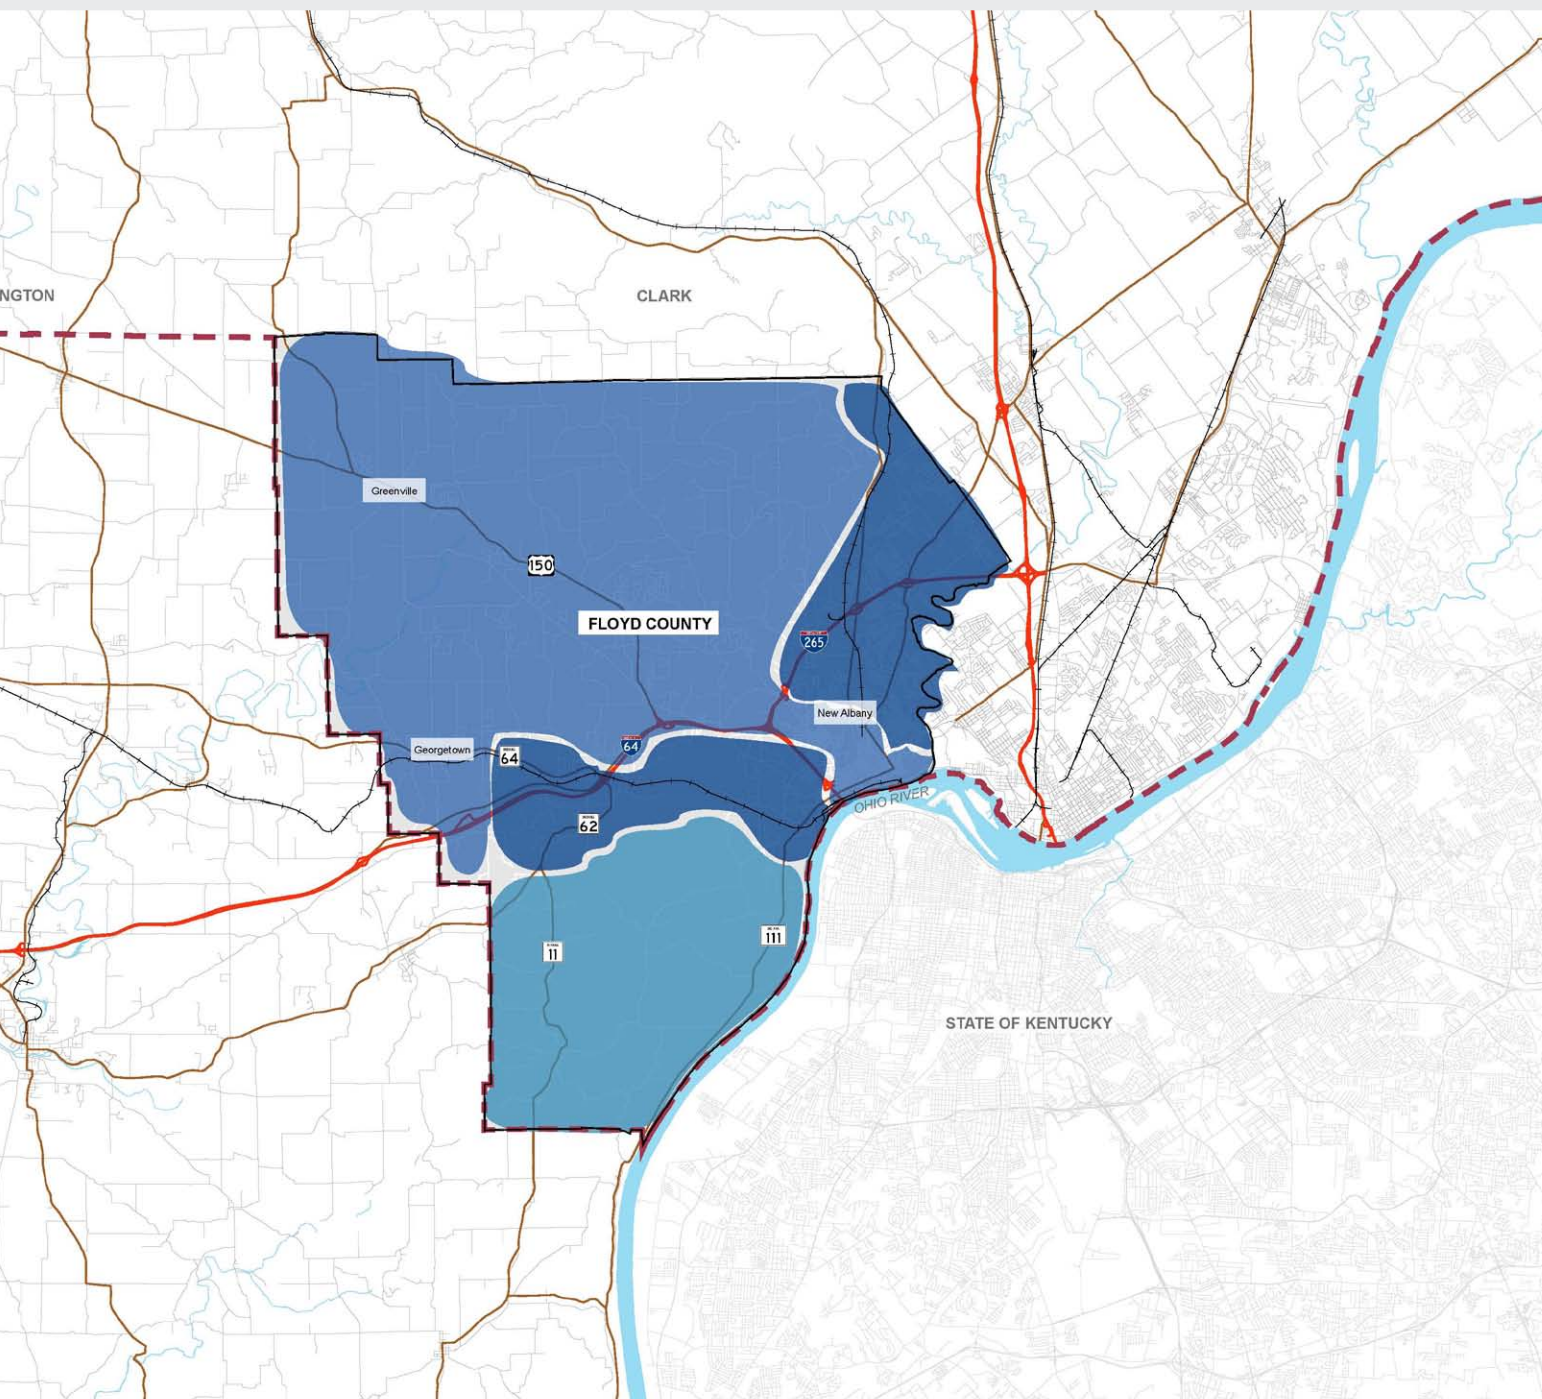 NGTON
CLARK
Greenville
150
FLOYD COUNTY
265
New Albany
Georgetown
64
64
OHIO RIVER
62
111
11
STATE OF KENTUCKY